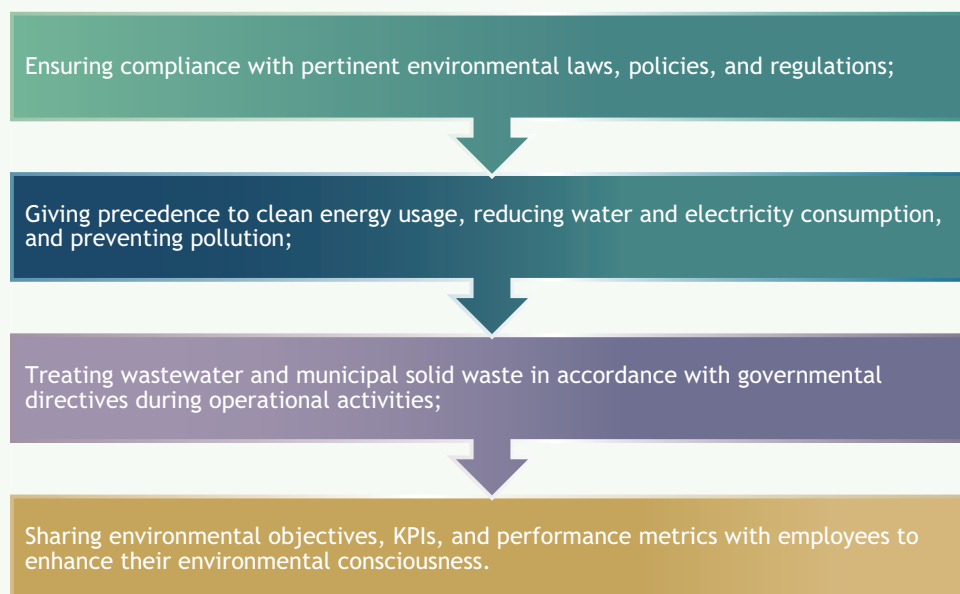 Ensuring compliance with pertinent environmental laws, policies, and regulations;
Giving precedence to clean energy usage, reducing water and electricity consumption,
and preventing pollution;
Treating wastewater and municipal solid waste in accordance with governmental
directives during operational activities;
Sharing environmental objectives, KPIs, and performance metrics with employees to
enhance their environmental consciousness.